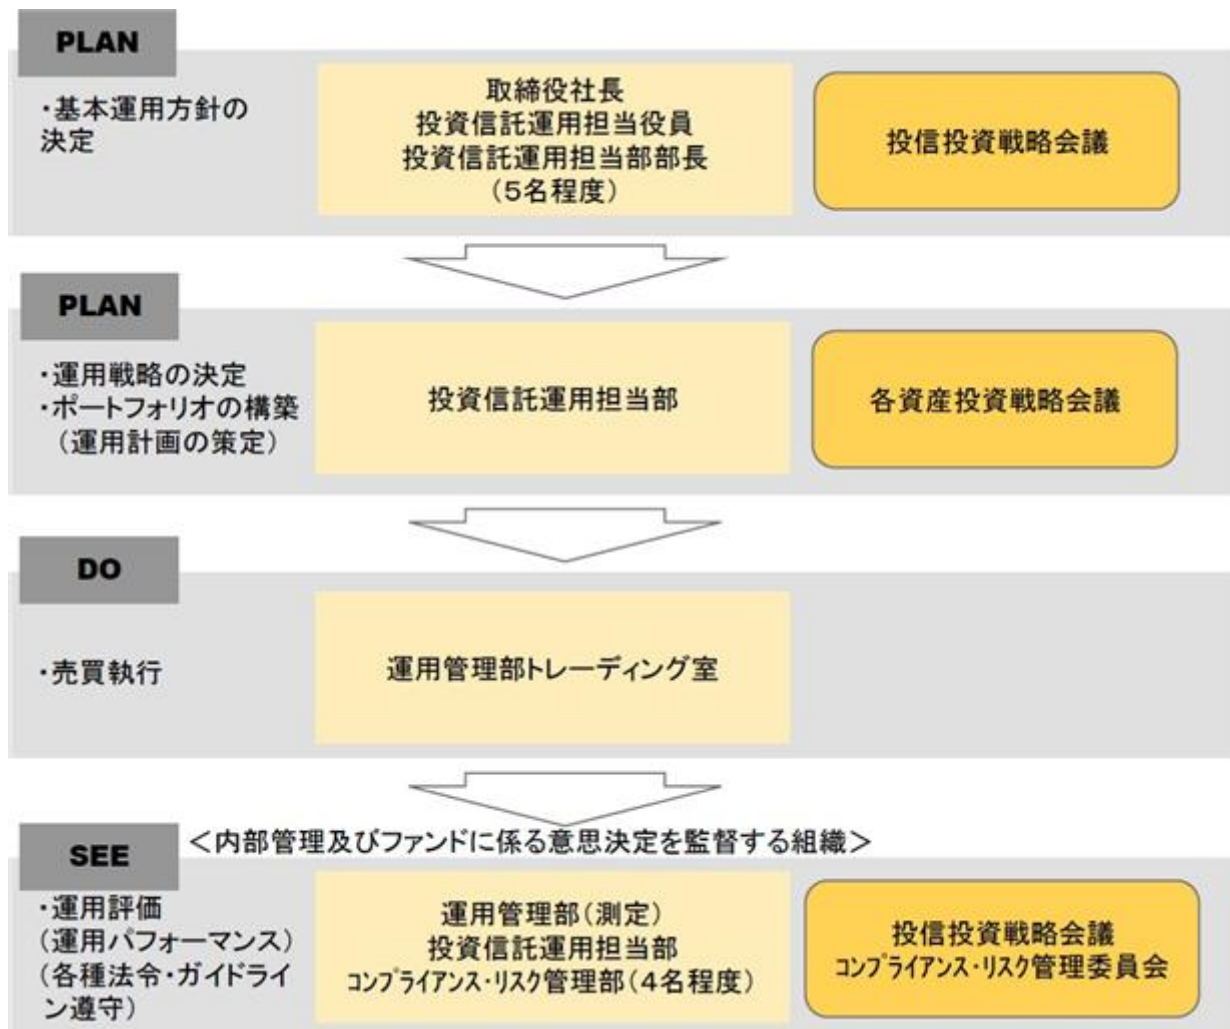 PLAN
・基本運用方針の
決定
取締役社長
投資信託運用担当役員
投資信託運用担当部部長
（5名程度）
投信投資戦略会議
PLAN
・運用戦略の決定
・ポートフォリオの構築
（運用計画の策定）
投資信託運用担当部
各資産投資戦略会議
DO
・売買執行
運用管理部トレーディング室
SEE
＜内部管理及びファンドに係る意思決定を監督する組織＞
・運用評価
(運用パフォーマンス)
(各種法令・ガイドライ
ン遵守)
運用管理部(測定)
投資信託運用担当部
ｺﾝﾌﾟﾗｲｱﾝｽ・ﾘｽｸ管理部（4名程度）
投信投資戦略会議
ｺﾝﾌﾟﾗｲｱﾝｽ・ﾘｽｸ管理委員会